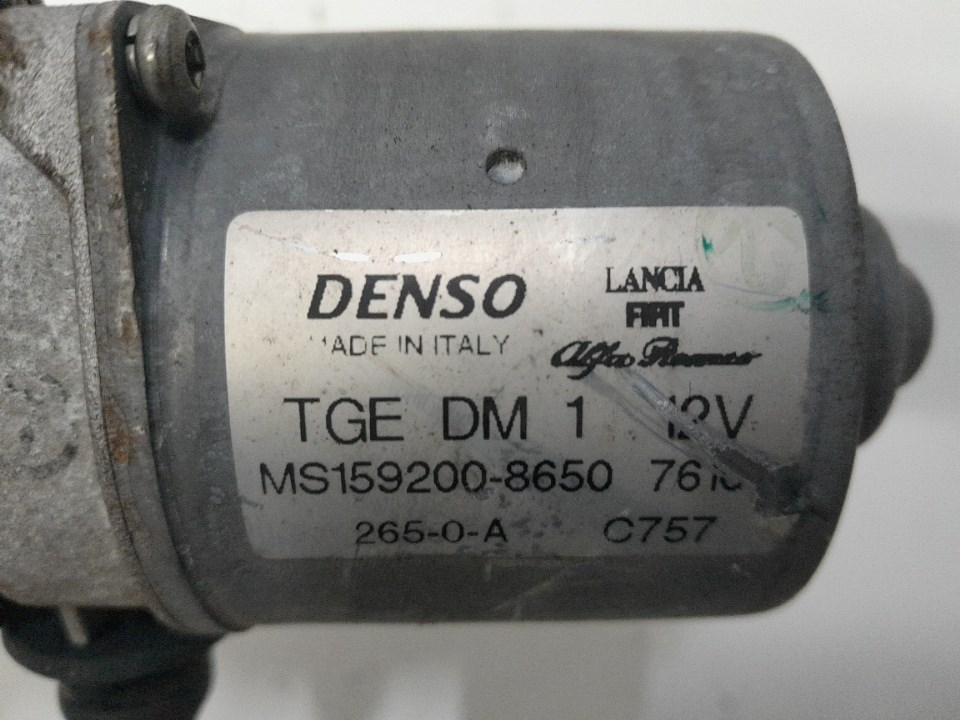 DENSO
LANCIA
FIAT
MADE IN ITALY
Alfa Romeo
TGE DM 1 12V
MS159200-8650
265-0-A C757